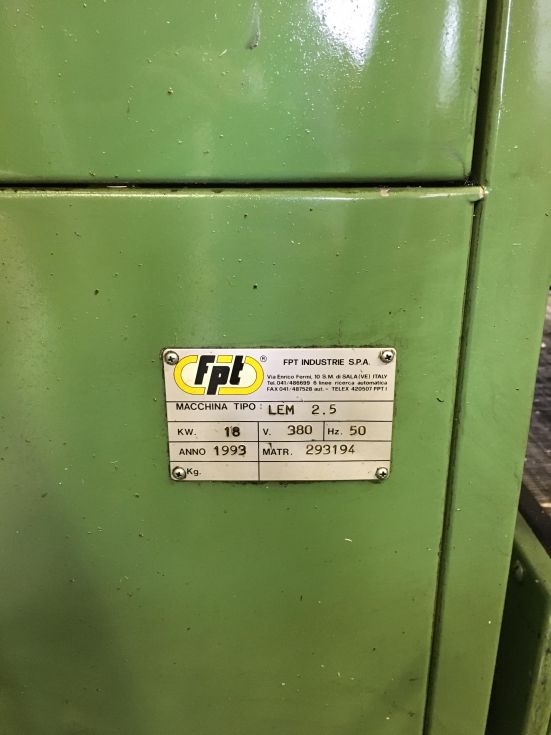 Fpt ® FPT INDUSTRIE S.P.A.
Via Enrico Fermi, 10 S.M. di SALA (VE) ITALY
Tel. 041/486699 6 linee ricerca automatica
FAX 041/487528 aut. - TELEX 420507 FPT I
MACCHINA TIPO: LEM 2.5
KW. 18 V. 380 Hz. 50
ANNO 1993 MATR. 293194
Kg.